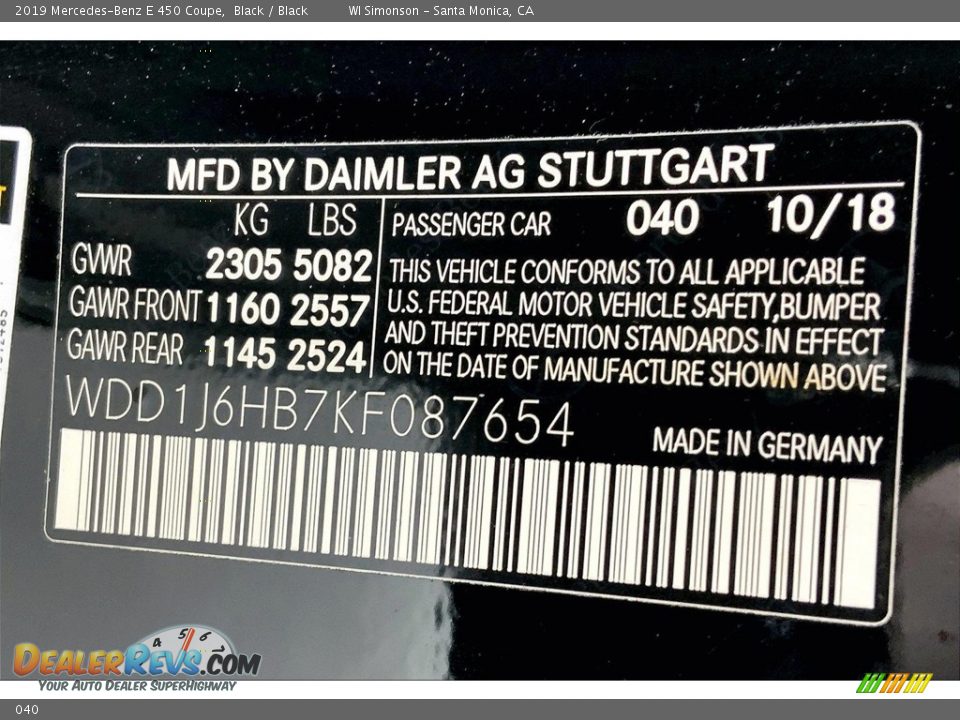 2019 Mercedes-Benz E 450 Coupe, Black / Black WI Simonson - Santa Monica, CA
MFD BY DAIMLER AG STUTTGART
KG LBS
GVWR 2305 5082
GAWR FRONT 1160 2557
GAWR REAR 1145 2524
PASSENGER CAR 040 10/18
THIS VEHICLE CONFORMS TO ALL APPLICABLE
U.S. FEDERAL MOTOR VEHICLE SAFETY,BUMPER
AND THEFT PREVENTION STANDARDS IN EFFECT
ON THE DATE OF MANUFACTURE SHOWN ABOVE
WDD1J6HB7KF087654
MADE IN GERMANY
4 5 6
DEALERREVS.COM
YOUR AUTO DEALER SUPERHIGHWAY
040